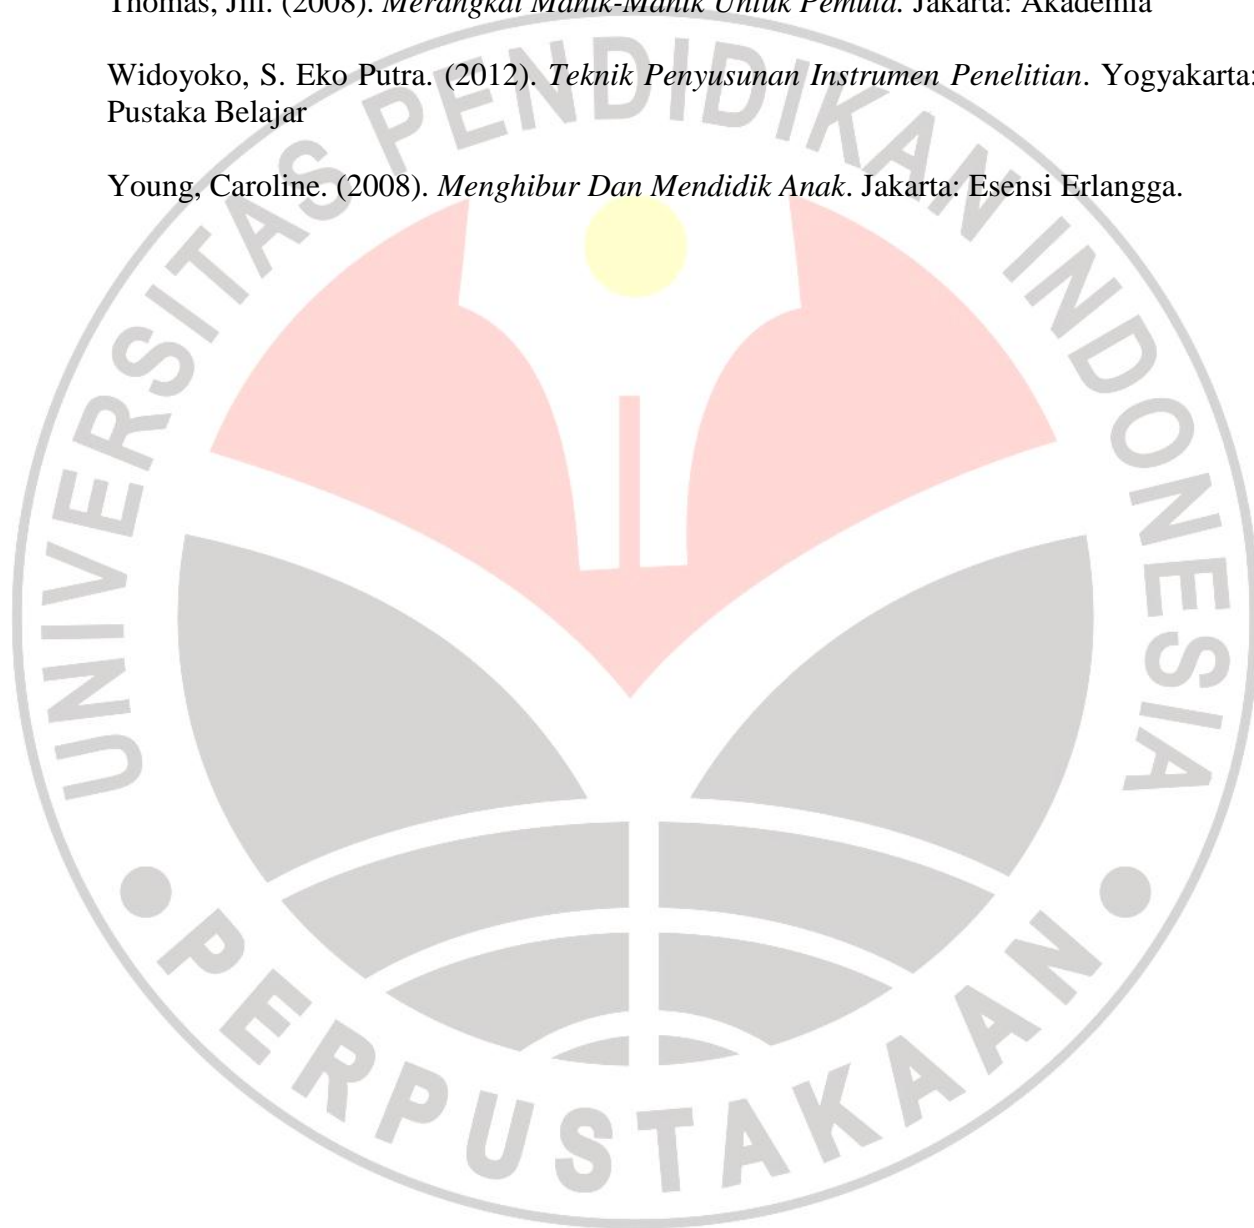 Thomas, Jill. (2008). Merangkai Manik-Manik Untuk Pemula. Jakarta: Akademia
Widoyoko, S. Eko Putra. (2012). Teknik Penyusunan Instrumen Penelitian. Yogyakarta:
Pustaka Belajar
Young, Caroline. (2008). Menghibur Dan Mendidik Anak. Jakarta: Esensi Erlangga.
UNIVERSITAS PENDIDIKAN INDONESIA
PERPUSTAKAAN